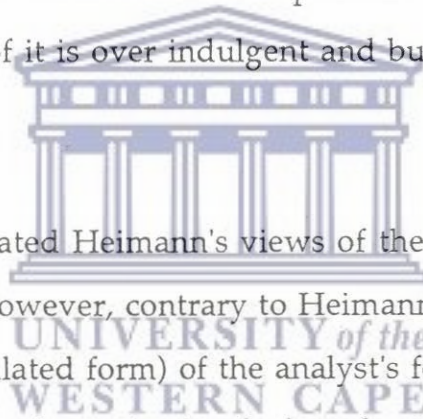 f it is over indulgent and bu
ated Heimann's views of the
owever, contrary to Heimann
UNIVERSITY of the
lated form) of the analyst's f
WESTERN CAPE